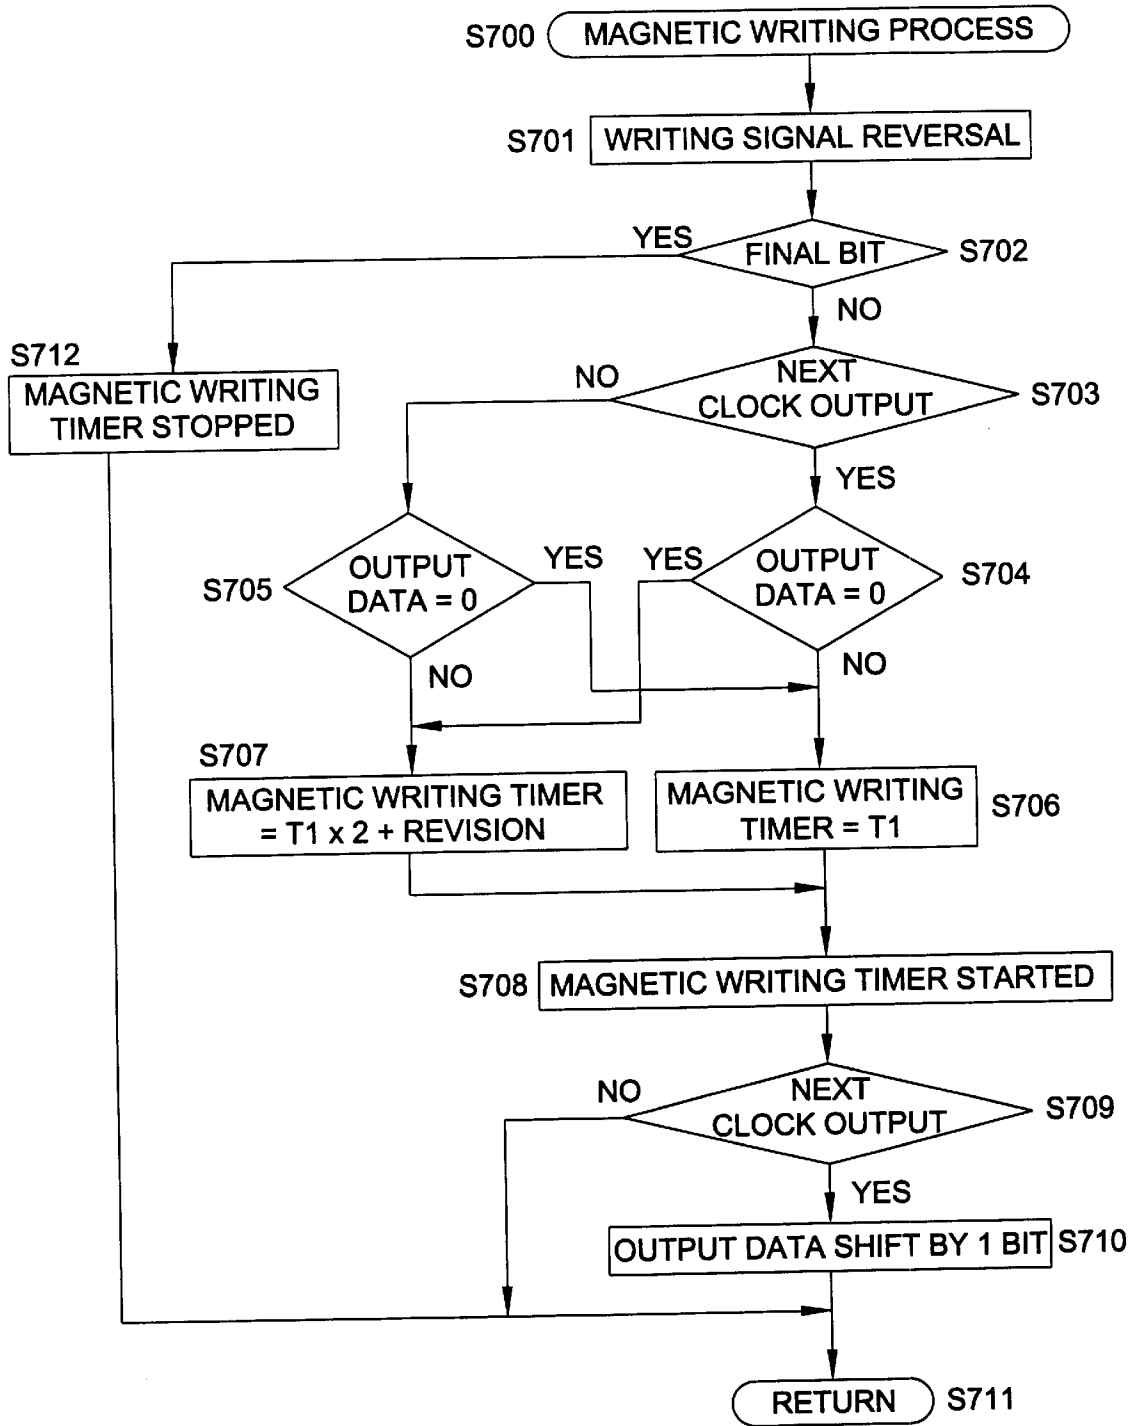 S700 MAGNETIC WRITING PROCESS
S701 WRITING SIGNAL REVERSAL
YES FINAL BIT S702
NO
S712
MAGNETIC WRITING
TIMER STOPPED
NO NEXT
CLOCK OUTPUT S703
YES
S705 OUTPUT
DATA = 0 YES
NO
YES OUTPUT
DATA = 0 S704
NO
S707
MAGNETIC WRITING TIMER
= T1 x 2 + REVISION
MAGNETIC WRITING
TIMER = T1 S706
S708 MAGNETIC WRITING TIMER STARTED
NO NEXT
CLOCK OUTPUT S709
YES
OUTPUT DATA SHIFT BY 1 BIT S710
RETURN S711